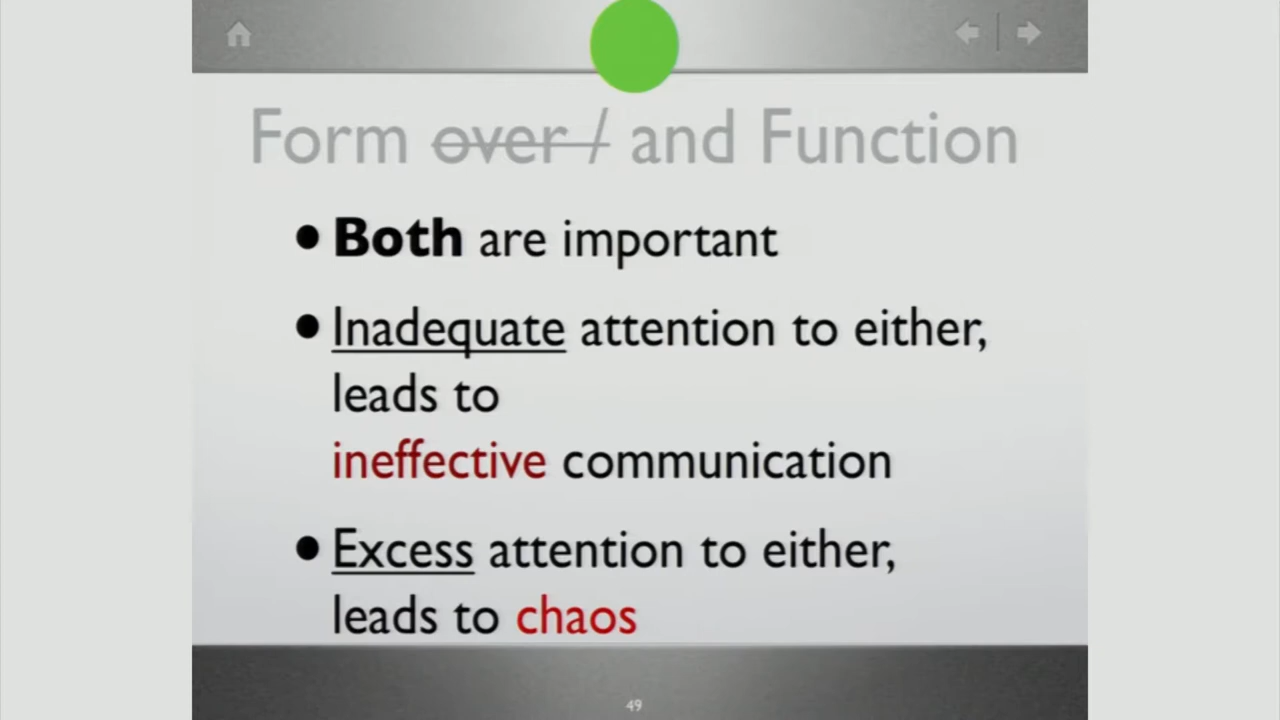 Form over / and Function
• Both are important
• Inadequate attention to either,
leads to
ineffective communication
• Excess attention to either,
leads to chaos
49